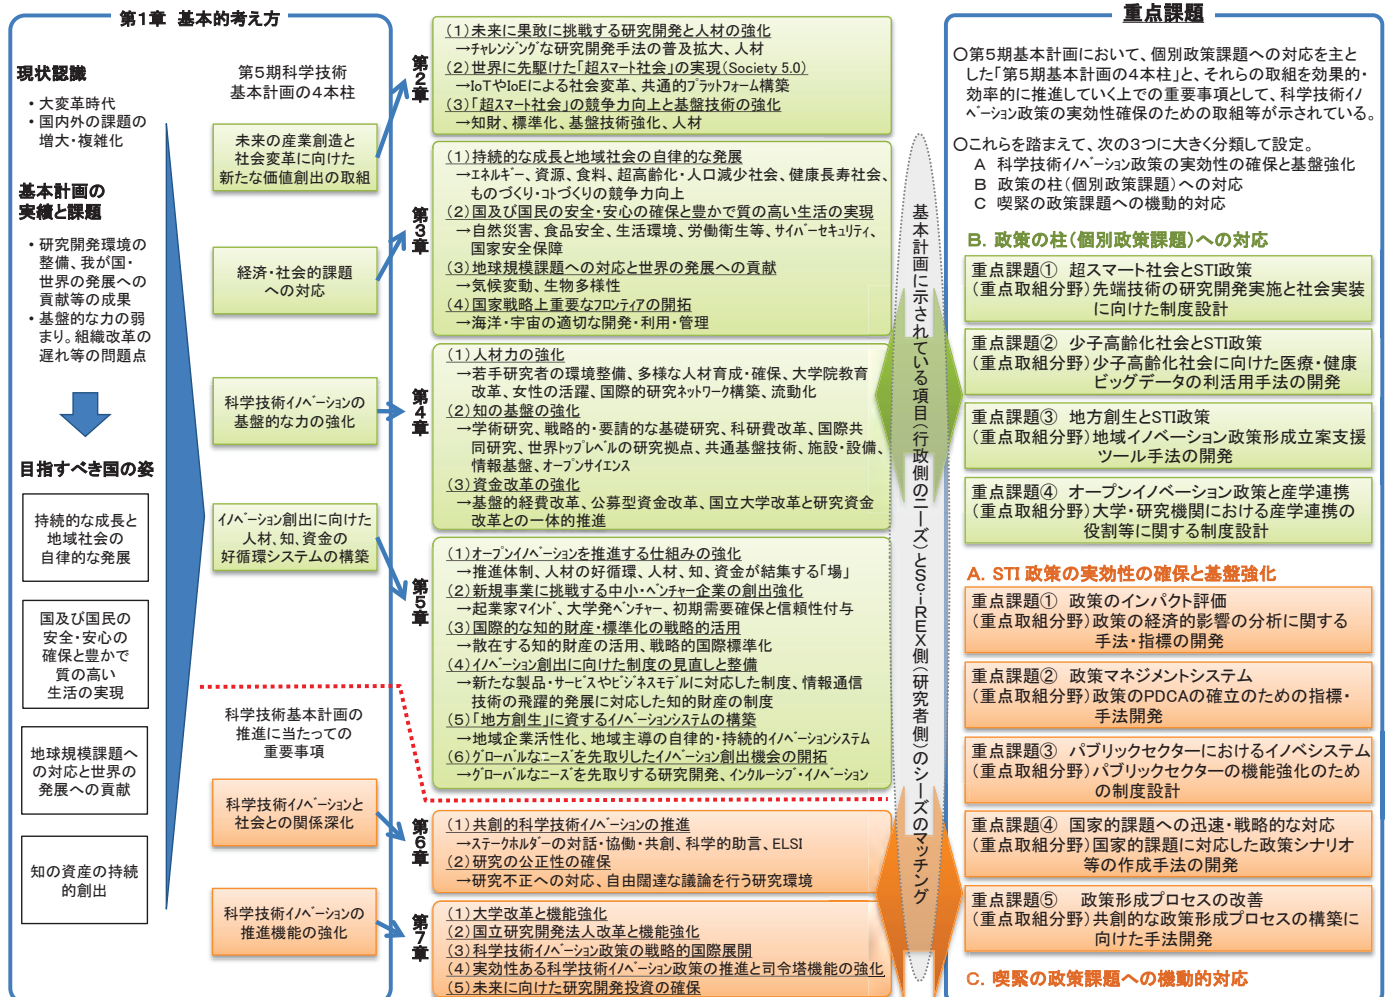 第1章 基本的考え方
現状認識
・大変革時代
・国内外の課題の
増大・複雑化
基本計画の
実績と課題
・研究開発環境の
整備、我が国・
世界の発展への
貢献等の成果
・基盤的な力の弱
まり。組織改革の
遅れ等の問題点
目指すべき国の姿
持続的な成長と
地域社会の
自律的な発展
国及び国民の
安全・安心の
確保と豊かで
質の高い
生活の実現
地球規模課題へ
の対応と世界の
発展への貢献
知の資産の持続
的創出
第5期科学技術
基本計画の4本柱
未来の産業創造と
社会変革に向けた
新たな価値創出の取組
経済・社会的課題
への対応
科学技術イノベーションの
基盤的な力の強化
イノベーション創出に向けた
人材、知、資金の
好循環システムの構築
科学技術基本計画の
推進に当たっての
重要事項
科学技術イノベーションと
社会との関係深化
科学技術イノベーションの
推進機能の強化
第2章
(1)未来に果敢に挑戦する研究開発と人材の強化
→チャレンジングな研究開発手法の普及拡大、人材
(2)世界に先駆けた「超スマート社会」の実現(Society 5.0)
→IoTやIoEによる社会変革、共通的プラットフォーム構築
(3)「超スマート社会」の競争力向上と基盤技術の強化
→知財、標準化、基盤技術強化、人材
第3章
(1)持続的な成長と地域社会の自律的な発展
→エネルギー、資源、食料、超高齢化・人口減少社会、健康長寿社会、
ものづくり・コトづくりの競争力向上
(2)国及び国民の安全・安心の確保と豊かで質の高い生活の実現
→自然災害、食品安全、生活環境、労働衛生等、サイバーセキュリティ、
国家安全保障
(3)地球規模課題への対応と世界の発展への貢献
→気候変動、生物多様性
(4)国家戦略上重要なフロンティアの開拓
→海洋・宇宙の適切な開発・利用・管理
第4章
(1)人材力の強化
→若手研究者の環境整備、多様な人材育成・確保、大学院教育
改革、女性の活躍、国際的研究ネットワーク構築、流動化
(2)知の基盤の強化
→学術研究、戦略的・要請的な基礎研究、科研費改革、国際共
同研究、世界トップレベルの研究拠点、共通基盤技術、施設・設備、
情報基盤、オープンサイエンス
(3)資金改革の強化
→基盤的経費改革、公募型資金改革、国立大学改革と研究資金
改革との一体的推進
第5章
(1)オープンイノベーションを推進する仕組みの強化
→推進体制、人材の好循環、人材、知、資金が結集する「場」
(2)新規事業に挑戦する中小・ベンチャー企業の創出強化
→起業家マインド、大学発ベンチャー、初期需要確保と信頼性付与
(3)国際的な知的財産・標準化の戦略的活用
→散在する知的財産の活用、戦略的国際標準化
(4)イノベーション創出に向けた制度の見直しと整備
→新たな製品・サービスやビジネスモデルに対応した制度、情報通信
技術の飛躍的発展に対応した知的財産の制度
(5)「地方創生」に資するイノベーションシステムの構築
→地域企業活性化、地域主導の自律的・持続的イノベーションシステム
(6)グローバルなニーズを先取りしたイノベーション創出機会の開拓
→グローバルなニーズを先取りする研究開発、インクルーシブ・イノベーション
第6章
(1)共創的科学技術イノベーションの推進
→ステークホルダーの対話・協働・共創、科学的助言、ELSI
(2)研究の公正性の確保
→研究不正への対応、自由闊達な議論を行う研究環境
第7章
(1)大学改革と機能強化
(2)国立研究開発法人改革と機能強化
(3)科学技術イノベーション政策の戦略的国際展開
(4)実効性ある科学技術イノベーション政策の推進と司令塔機能の強化
(5)未来に向けた研究開発投資の確保
基本計画に示されている項目(行政側のニーズ)とSciREX側(研究者側)のシーズのマッチング
重点課題
○第5期基本計画において、個別政策課題への対応を主と
した「第5期基本計画の4本柱」と、それらの取組を効果的・
効率的に推進していく上での重要事項として、科学技術イノ
ベーション政策の実効性確保のための取組等が示されている。
○これらを踏まえて、次の3つに大きく分類して設定。
A 科学技術イノベーション政策の実効性の確保と基盤強化
B 政策の柱(個別政策課題)への対応
C 喫緊の政策課題への機動的対応
B. 政策の柱(個別政策課題)への対応
重点課題① 超スマート社会とSTI政策
(重点取組分野)先端技術の研究開発実施と社会実装
に向けた制度設計
重点課題② 少子高齢化社会とSTI政策
(重点取組分野)少子高齢化社会に向けた医療・健康
ビッグデータの利活用手法の開発
重点課題③ 地方創生とSTI政策
(重点取組分野)地域イノベーション政策形成立案支援
ツール手法の開発
重点課題④ オープンイノベーション政策と産学連携
(重点取組分野)大学・研究機関における産学連携の
役割等に関する制度設計
A. STI 政策の実効性の確保と基盤強化
重点課題① 政策のインパクト評価
(重点取組分野)政策の経済的影響の分析に関する
手法・指標の開発
重点課題② 政策マネジメントシステム
(重点取組分野)政策のPDCAの確立のための指標・
手法開発
重点課題③ パブリックセクターにおけるイノベシステム
(重点取組分野)パブリックセクターの機能強化のため
の制度設計
重点課題④ 国家的課題への迅速・戦略的な対応
(重点取組分野)国家的課題に対応した政策シナリオ
等の作成手法の開発
重点課題⑤ 政策形成プロセスの改善
(重点取組分野)共創的な政策形成プロセスの構築に
向けた手法開発
C. 喫緊の政策課題への機動的対応